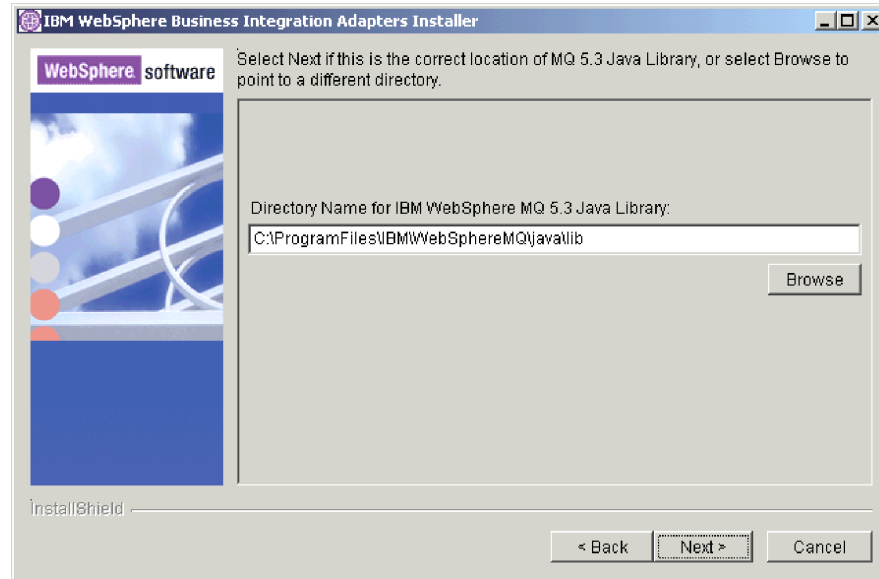 IBM WebSphere Business Integration Adapters Installer
WebSphere. software
Select Next if this is the correct location of MQ 5.3 Java Library, or select Browse to
point to a different directory.
Directory Name for IBM WebSphere MQ 5.3 Java Library:
C:\ProgramFiles\IBM\WebSphereMQ\java\lib
Browse
InstallShield
< Back
Next >
Cancel